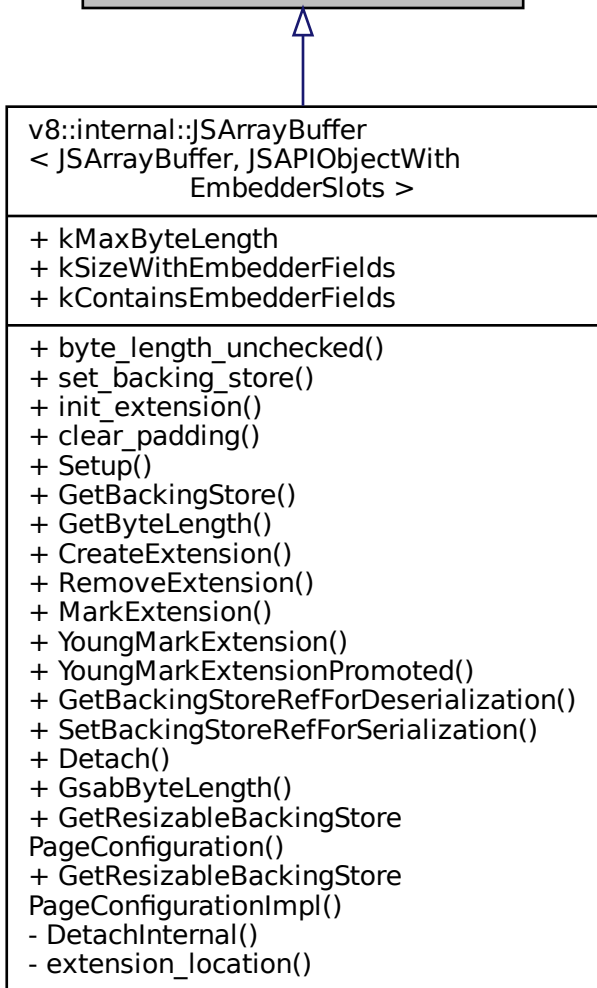 v8::internal::JSArrayBuffer
< JSArrayBuffer, JSAPIObjectWith
EmbedderSlots >
+ kMaxByteLength
+ kSizeWithEmbedderFields
+ kContainsEmbedderFields
+ byte_length_unchecked()
+ set_backing_store()
+ init_extension()
+ clear_padding()
+ Setup()
+ GetBackingStore()
+ GetByteLength()
+ CreateExtension()
+ RemoveExtension()
+ MarkExtension()
+ YoungMarkExtension()
+ YoungMarkExtensionPromoted()
+ GetBackingStoreRefForDeserialization()
+ SetBackingStoreRefForSerialization()
+ Detach()
+ GsabByteLength()
+ GetResizableBackingStore
PageConfiguration()
+ GetResizableBackingStore
PageConfigurationImpl()
- DetachInternal()
- extension_location()